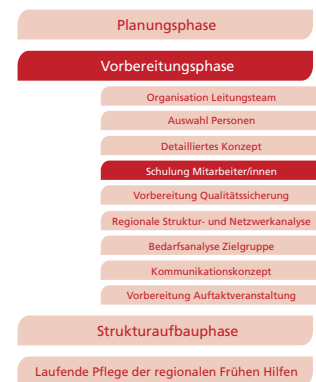 Planungsphase
Vorbereitungsphase
Organisation Leitungsteam
Auswahl Personen
Detailliertes Konzept
Schulung Mitarbeiter/innen
Vorbereitung Qualitätssicherung
Regionale Struktur- und Netzwerkanalyse
Bedarfsanalyse Zielgruppe
Kommunikationskonzept
Vorbereitung Auftaktveranstaltung
Strukturaufbauphase
Laufende Pflege der regionalen Frühen Hilfen